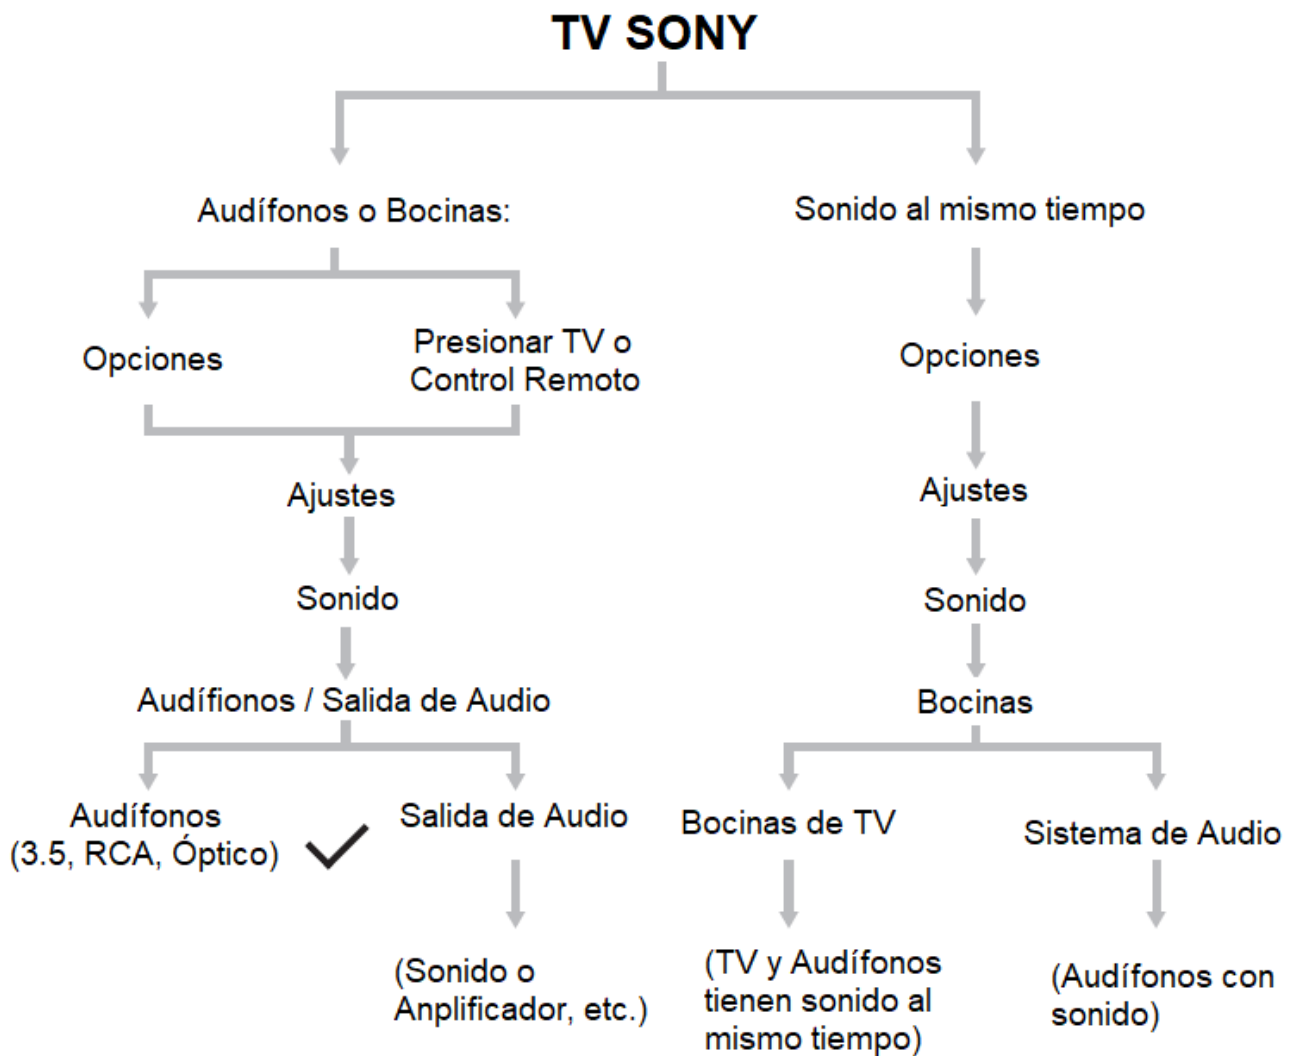 TV SONY
Audífonos o Bocinas:
Sonido al mismo tiempo
Opciones
Presionar TV o
Control Remoto
Opciones
Ajustes
Ajustes
Sonido
Sonido
Audífionos / Salida de Audio
Bocinas
Audífonos
(3.5, RCA, Óptico)
Salida de Audio
Bocinas de TV
Sistema de Audio
(Sonido o
Anplificador, etc.)
(TV y Audífonos
tienen sonido al
mismo tiempo)
(Audífonos con
sonido)